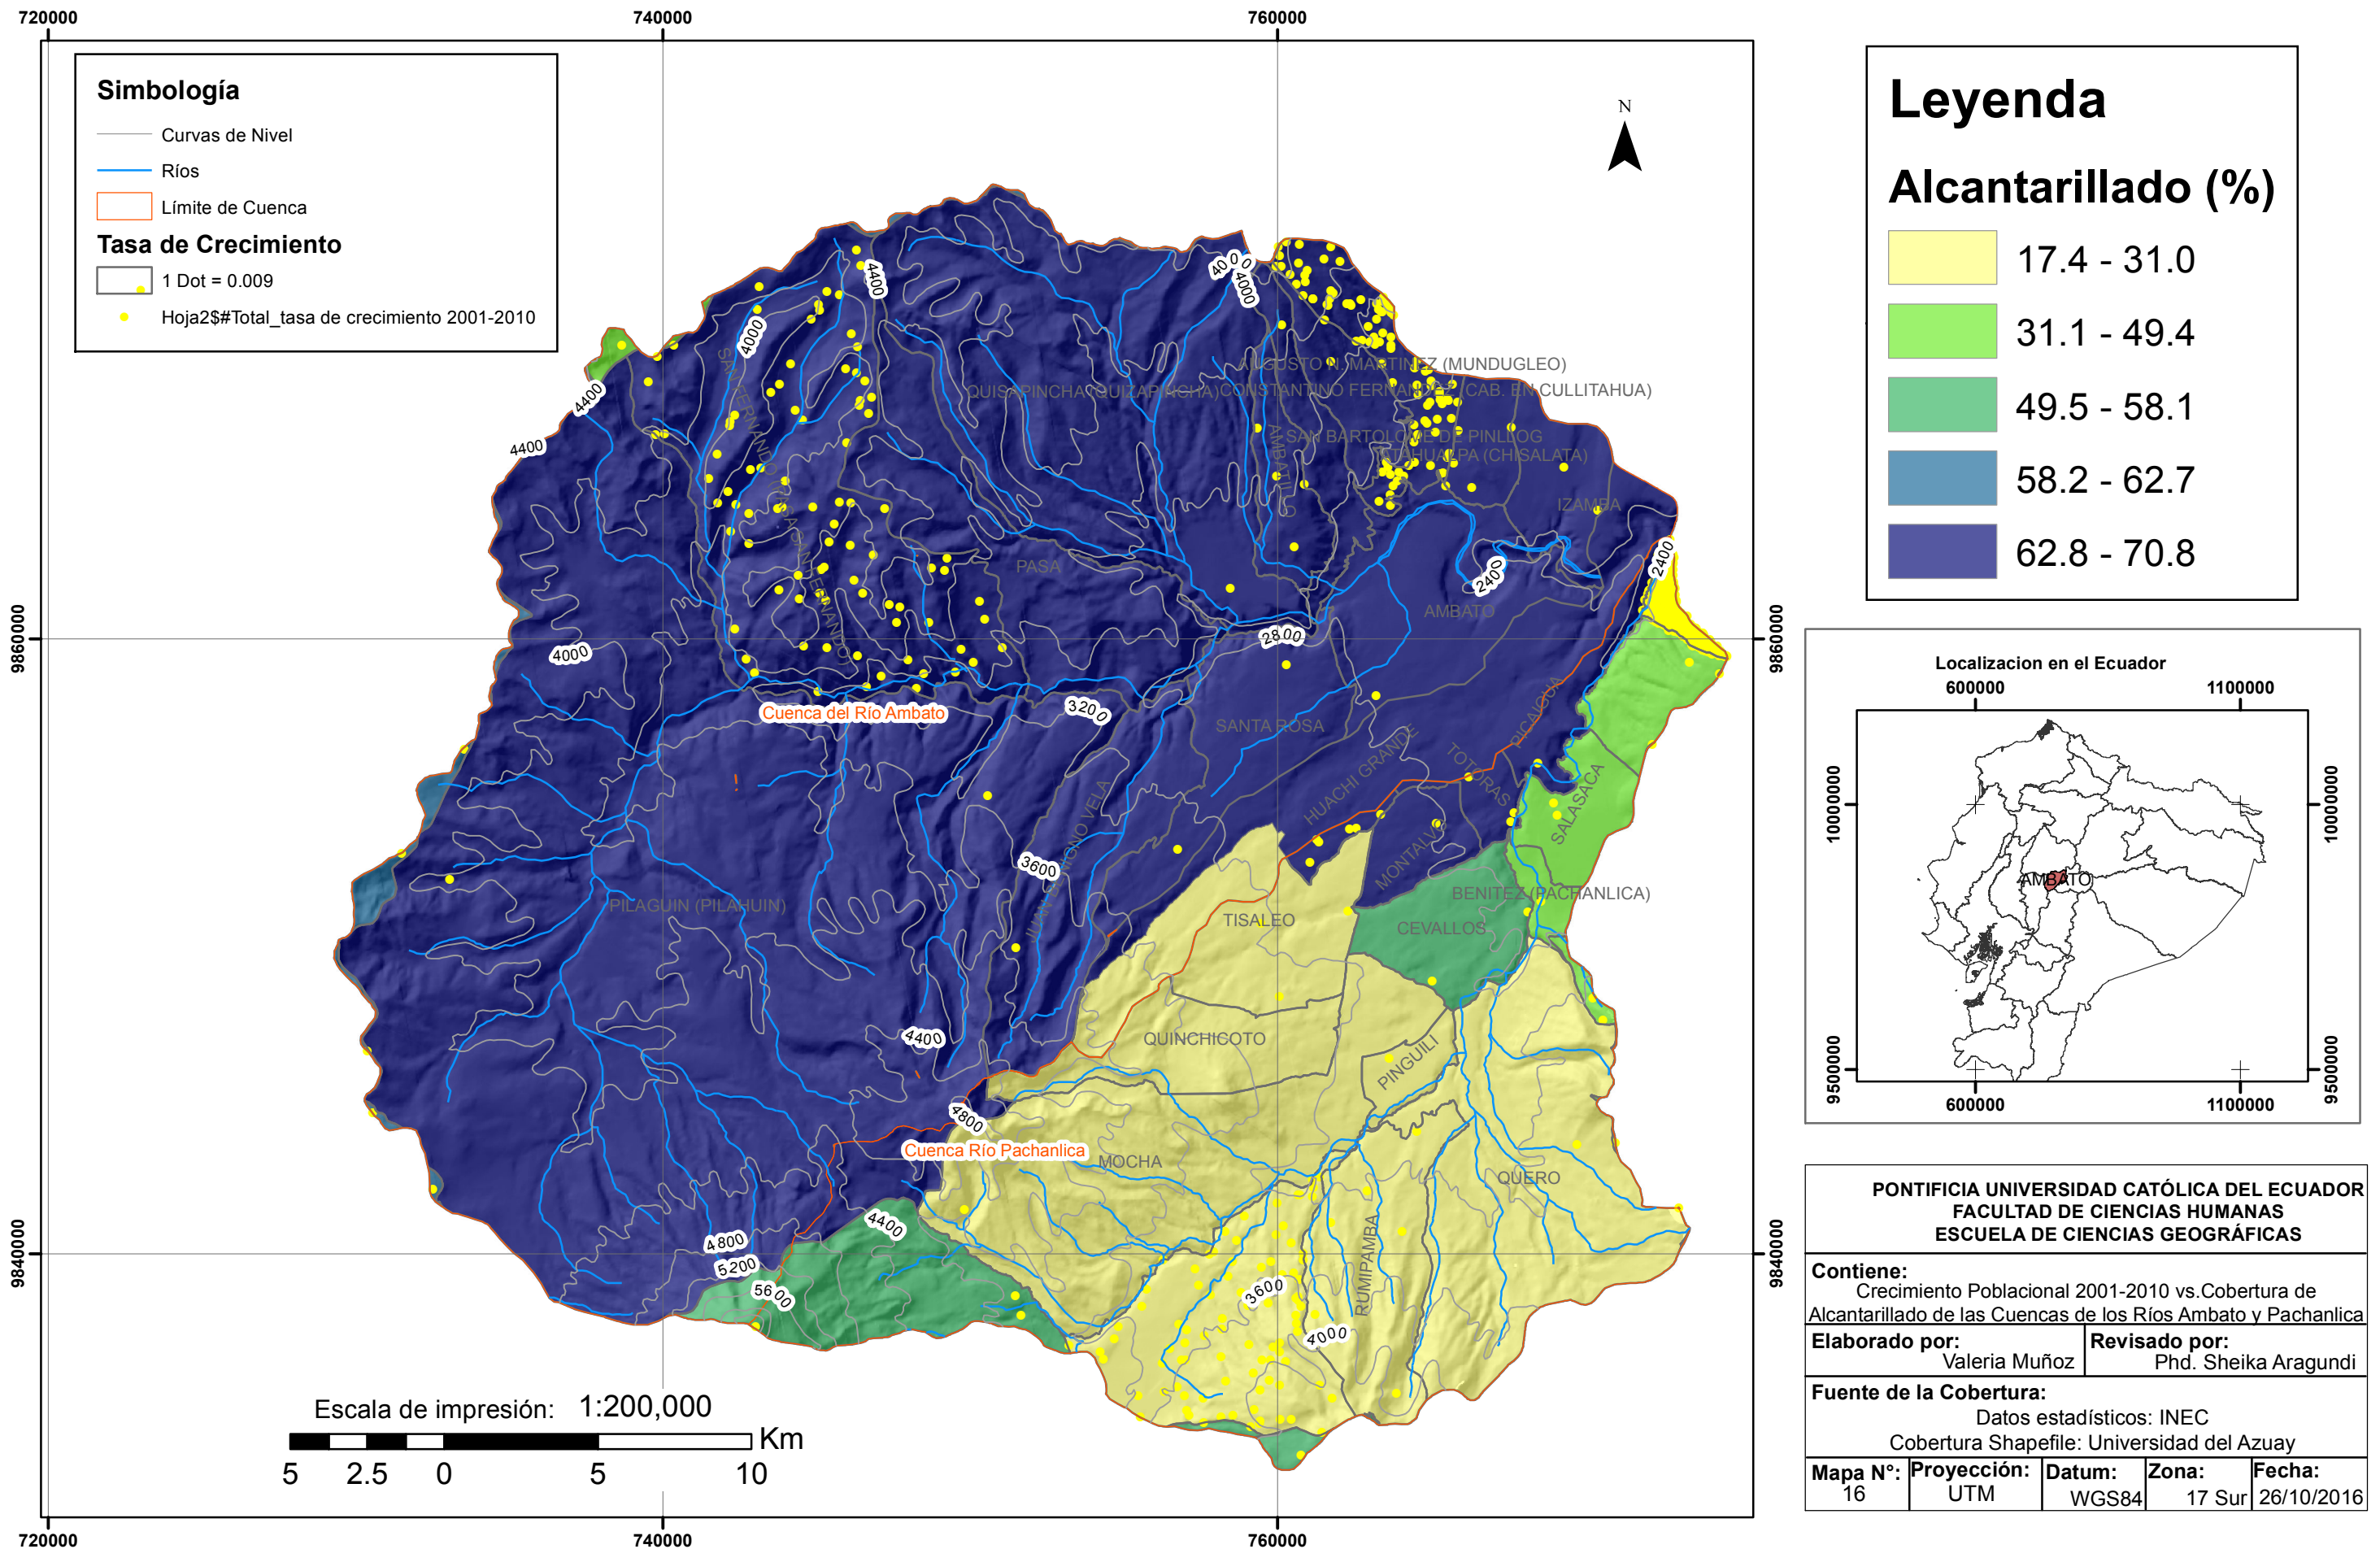 720000
740000
760000
Simbología
Curvas de Nivel
Ríos
Límite de Cuenca
Tasa de Crecimiento
1 Dot = 0.009
Hoja2$#Total_tasa de crecimiento 2001-2010
N
Leyenda
Alcantarillado (%)
17.4 - 31.0
31.1 - 49.4
49.5 - 58.1
58.2 - 62.7
62.8 - 70.8
4400
4000
4000
4000
4400
4400
AUGUSTO N. MARTINEZ (MUNDUGLEO)
QUISAPINCHA (QUIZAPINCHA)
CONSTANTINO FERNANDEZ (CAB. EN CULLITAHUA)
SAN BARTOLOME DE PINLLOG
ATAHUALPA (CHISALATA)
AMBATILLO
IZAMBA
SAN FERNANDO
PASA
2400
2400
AMBATO
2800
9860000
9860000
4000
Cuenca del Río Ambato
3200
SANTA ROSA
HUACHI GRANDE
TOTORAS
PICAIGUA
SALASACA
JUAN BENIGNO VELA
3600
MONTALVO
BENITEZ (PACHANLICA)
PILAGUIN (PILAHUIN)
TISALEO
CEVALLOS
4400
QUINCHICOTO
PINGUILI
4800
Cuenca Río Pachanlica
MOCHA
QUERO
RUMIPAMBA
4400
4800
5200
5600
3600
4000
9840000
9840000
Escala de impresión: 1:200,000
Km
5 2.5 0 5 10
720000
740000
760000
Localizacion en el Ecuador
600000
1100000
10000000
10000000
AMBATO
9500000
9500000
600000
1100000
PONTIFICIA UNIVERSIDAD CATÓLICA DEL ECUADOR
FACULTAD DE CIENCIAS HUMANAS
ESCUELA DE CIENCIAS GEOGRÁFICAS
Contiene:
Crecimiento Poblacional 2001-2010 vs.Cobertura de
Alcantarillado de las Cuencas de los Ríos Ambato y Pachanlica
Elaborado por:
Valeria Muñoz
Revisado por:
Phd. Sheika Aragundi
Fuente de la Cobertura:
Datos estadísticos: INEC
Cobertura Shapefile: Universidad del Azuay
Mapa N°:
16
Proyección:
UTM
Datum:
WGS84
Zona:
17 Sur
Fecha:
26/10/2016